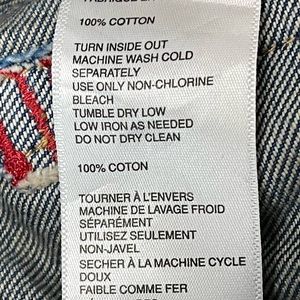 100% COTTON
TURN INSIDE OUT
MACHINE WASH COLD
SEPARATELY
USE ONLY NON-CHLORINE
BLEACH
TUMBLE DRY LOW
LOW IRON AS NEEDED
DO NOT DRY CLEAN
100% COTON
TOURNER À L'ENVERS
MACHINE DE LAVAGE FROID
SÉPARÉMENT
UTILISEZ SEULEMENT
NON-JAVEL
SECHER À LA MACHINE CYCLE
DOUX
FAIBLE COMME FER